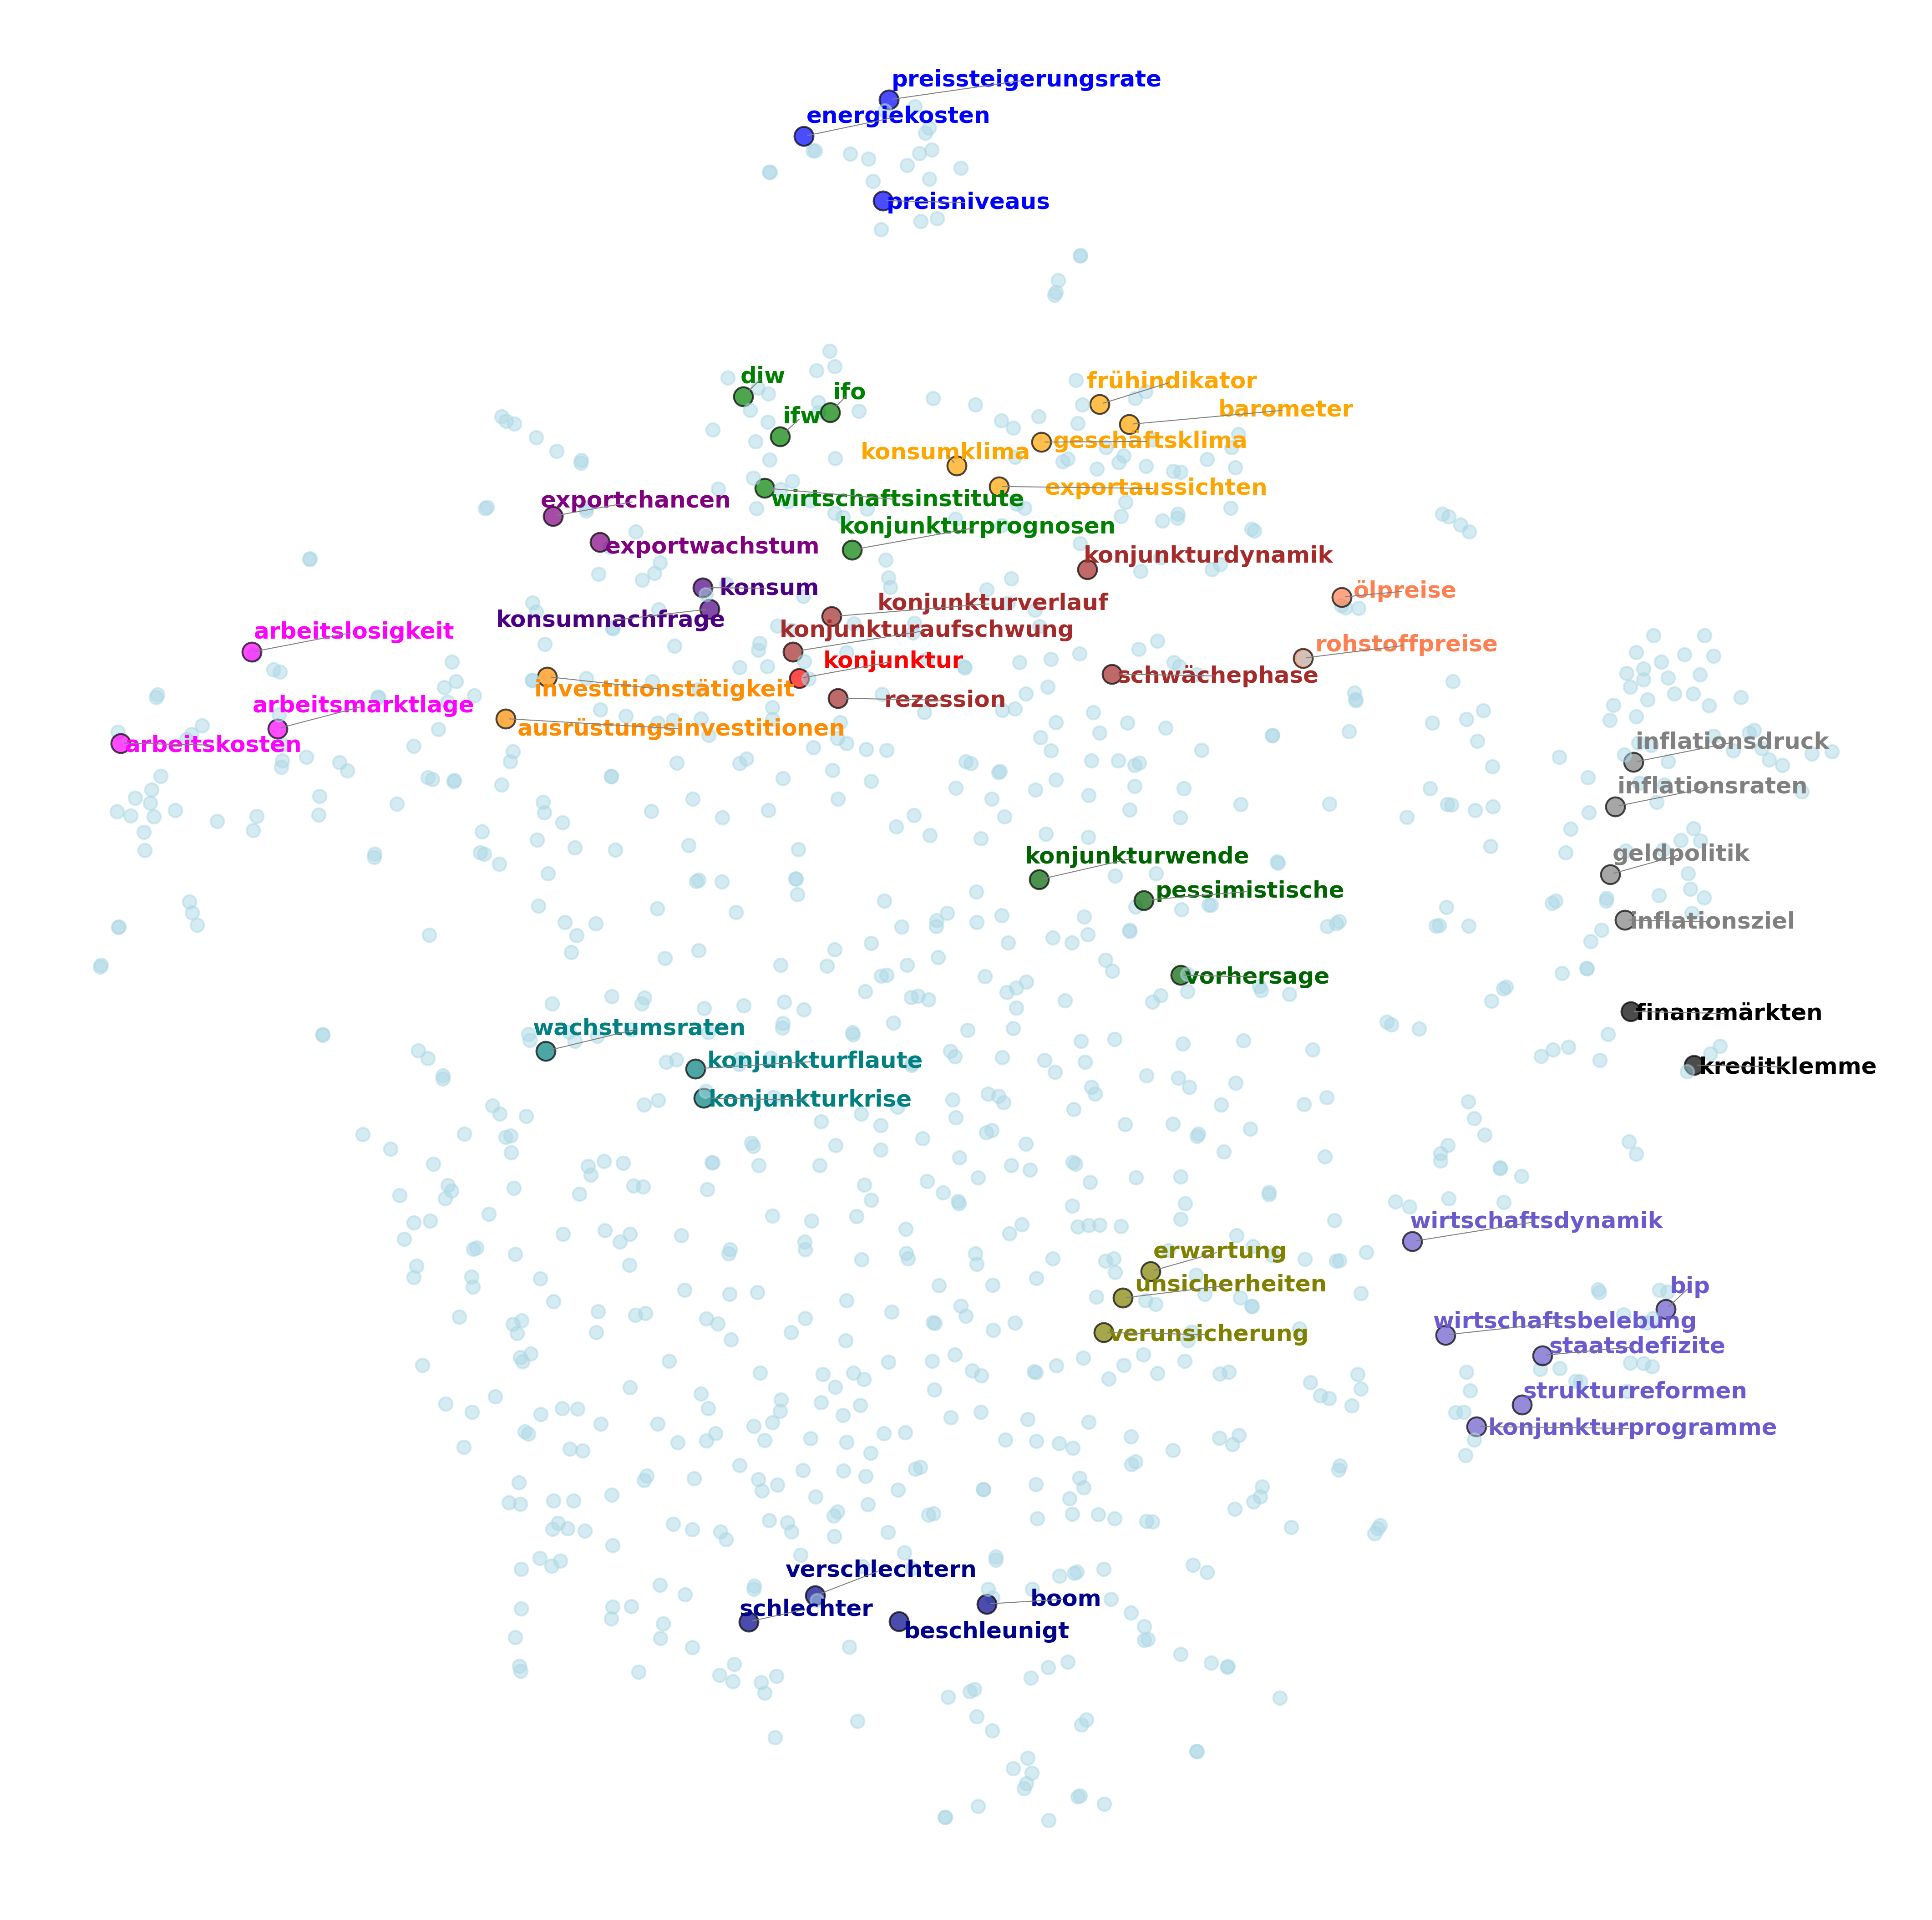 preissteigerungsrate
energiekosten
preisniveaus
diw
ifo
ifw
frühindikator
barometer
geschäftsklima
konsumklima
exportaussichten
wirtschaftsinstitute
exportchancen
konjunkturprognosen
exportwachstum
konjunkturdynamik
konsum
konsumnachfrage
konjunkturverlauf
ölpreise
arbeitslosigkeit
konjunkturaufschwung
rohstoffpreise
konjunktur
schwächephase
investitionstätigkeit
rezession
arbeitsmarktlage
ausrüstungsinvestitionen
arbeitskosten
inflationsdruck
inflationsraten
konjunkturwende
geldpolitik
pessimistische
inflationsziel
vorhersage
finanzmärkten
wachstumsraten
konjunkturflaute
kreditklemme
konjunkturkrise
wirtschaftsdynamik
erwartung
unsicherheiten
bip
wirtschaftsbelebung
verunsicherung
staatsdefizite
strukturreformen
konjunkturprogramme
verschlechtern
boom
schlechter
beschleunigt